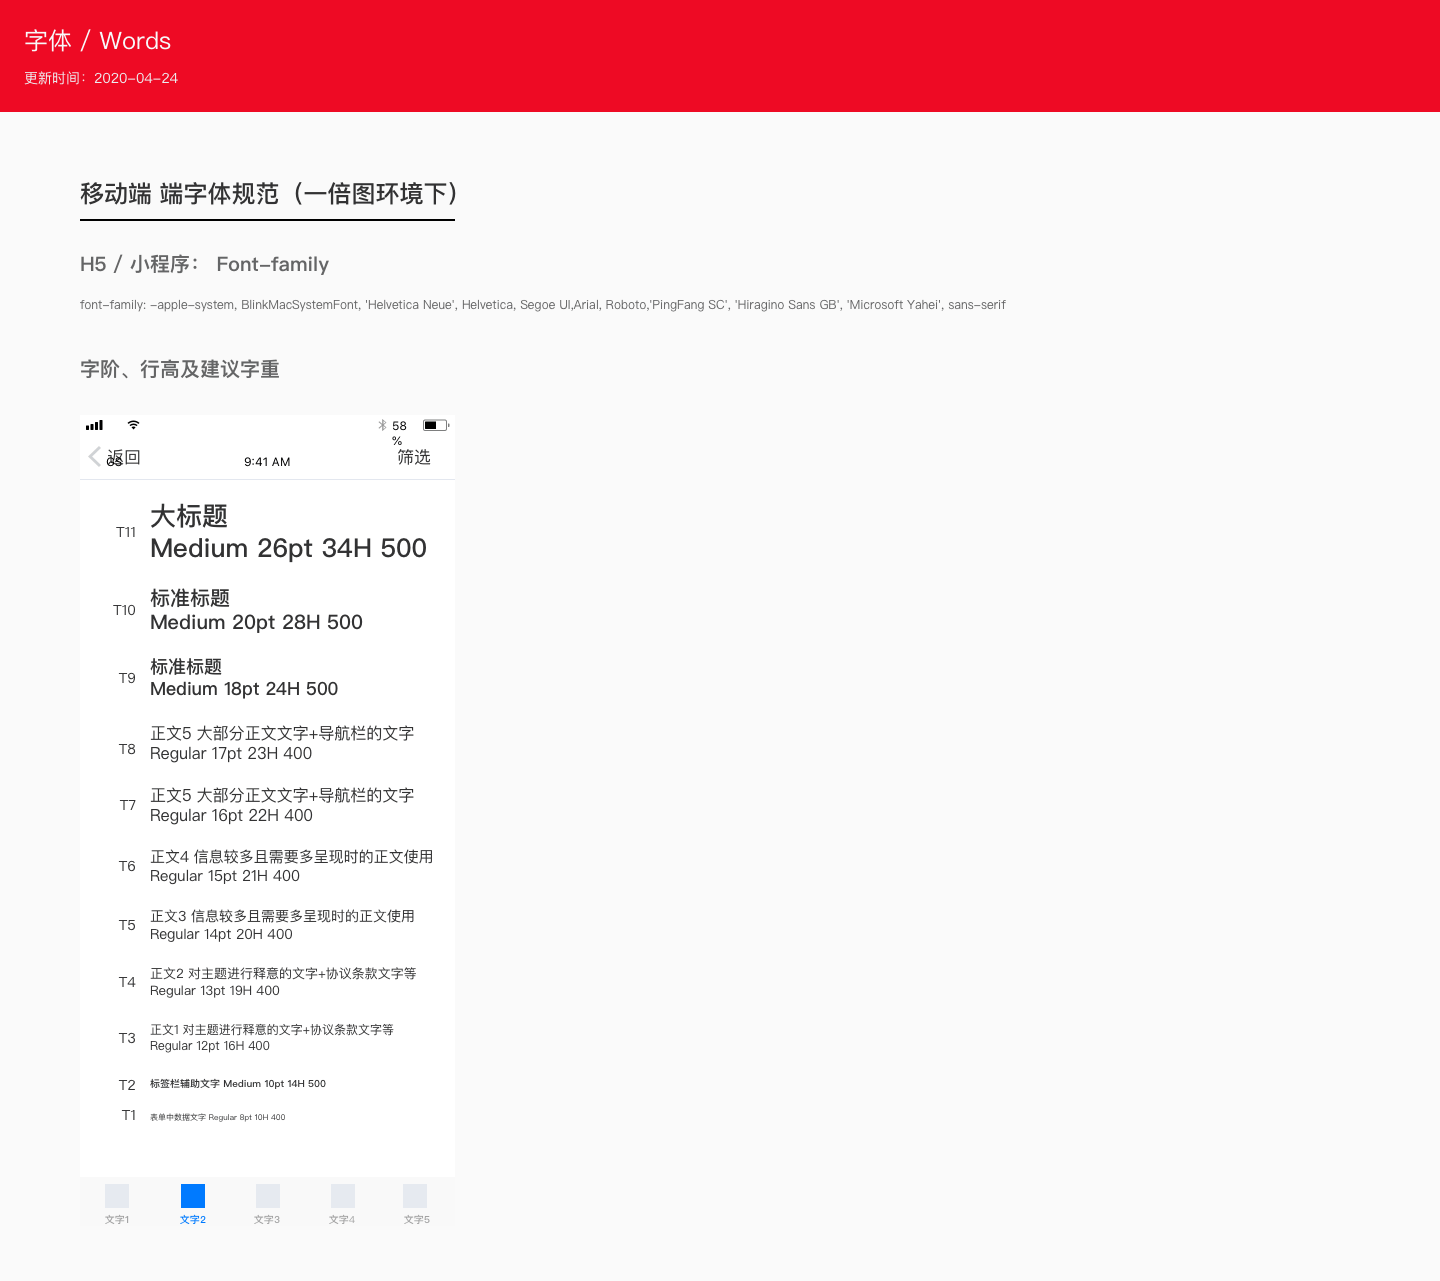 字体 / Words
更新时间：2020-04-24
移动端 端字体规范（一倍图环境下）
H5 / 小程序： Font-family
font-family: -apple-system, BlinkMacSystemFont, 'Helvetica Neue', Helvetica, Segoe UI,Arial, Roboto,'PingFang SC', 'Hiragino Sans GB', 'Microsoft Yahei', sans-serif
字阶、行高及建议字重
58
%
返回
9:41 AM
筛选
大标题
T11
Medium 26pt 34H 500
标准标题
T10
Medium 20pt 28H 500
标准标题
T9
Medium 18pt 24H 500
正文5 大部分正文文字+导航栏的文字
T8
Regular 17pt 23H 400
正文5 大部分正文文字+导航栏的文字
T7
Regular 16pt 22H 400
正文4 信息较多且需要多呈现时的正文使用
T6
Regular 15pt 21H 400
正文3 信息较多且需要多呈现时的正文使用
T5
Regular 14pt 20H 400
正文2 对主题进行释意的文字+协议条款文字等
T4
Regular 13pt 19H 400
正文1 对主题进行释意的文字+协议条款文字等
T3
Regular 12pt 16H 400
T2 标签栏辅助文字 Medium 10pt 14H 500
T1 表单中数据文字 Regular 8pt 10H 400
文字1 文字2 文字3 文字4 文字5